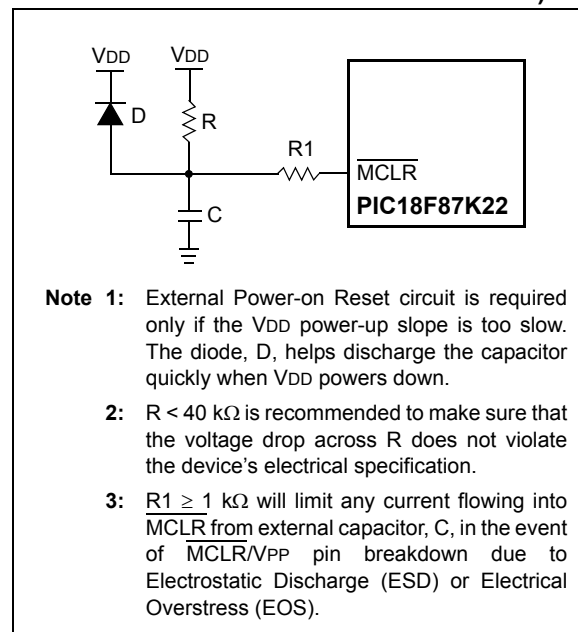 VDD VDD
D
R
R1
MCLR
PIC18F87K22
C
Note 1: External Power-on Reset circuit is required
only if the VDD power-up slope is too slow.
The diode, D, helps discharge the capacitor
quickly when VDD powers down.
2: R < 40 kΩ is recommended to make sure that
the voltage drop across R does not violate
the device’s electrical specification.
3: R1 ≥ 1 kΩ will limit any current flowing into
MCLR from external capacitor, C, in the event
of MCLR/VPP pin breakdown due to
Electrostatic Discharge (ESD) or Electrical
Overstress (EOS).